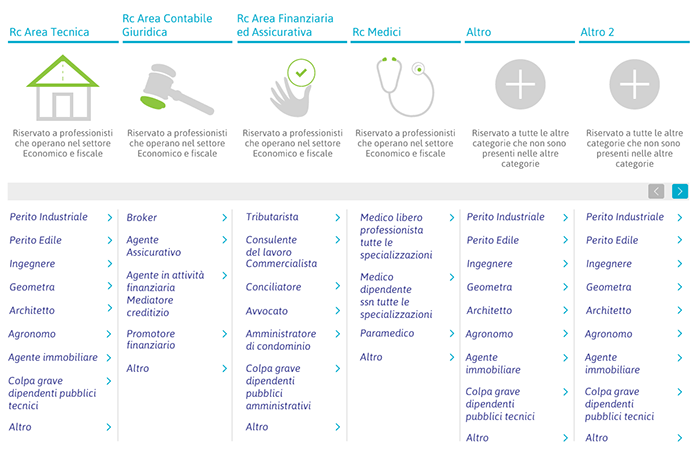 Rc Area Tecnica
Rc Area Contabile
Giuridica
Rc Area Finanziaria
ed Assicurativa
Rc Medici
Altro
Altro 2
Riservato a professionisti
che operano nel settore
Economico e fiscale
Riservato a professionisti
che operano nel settore
Economico e fiscale
Riservato a professionisti
che operano nel settore
Economico e fiscale
Riservato a professionisti
che operano nel settore
Economico e fiscale
Riservato a tutte le altre
categorie che non sono
presenti nelle altre
categorie
Riservato a tutte le altre
categorie che non sono
presenti nelle altre
categorie
Perito Industriale
Perito Edile
Ingegnere
Geometra
Architetto
Agronomo
Agente immobiliare
Colpa grave
dipendenti pubblici
tecnici
Altro
Broker
Agente
Assicurativo
Agente in attività
finanziaria
Mediatore
creditizio
Promotore
finanziario
Altro
Tributarista
Consulente
del lavoro
Commercialista
Conciliatore
Avvocato
Amministratore
di condominio
Colpa grave
dipendenti
pubblici
amministrativi
Altro
Medico libero
professionista
tutte le
specializzazioni
Medico
dipendente
ssn tutte le
specializzazioni
Paramedico
Altro
Perito Industriale
Perito Edile
Ingegnere
Geometra
Architetto
Agronomo
Agente
immobiliare
Colpa grave
dipendenti
pubblici tecnici
Altro
Perito Industriale
Perito Edile
Ingegnere
Geometra
Architetto
Agronomo
Agente
immobiliare
Colpa grave
dipendenti
pubblici tecnici
Altro